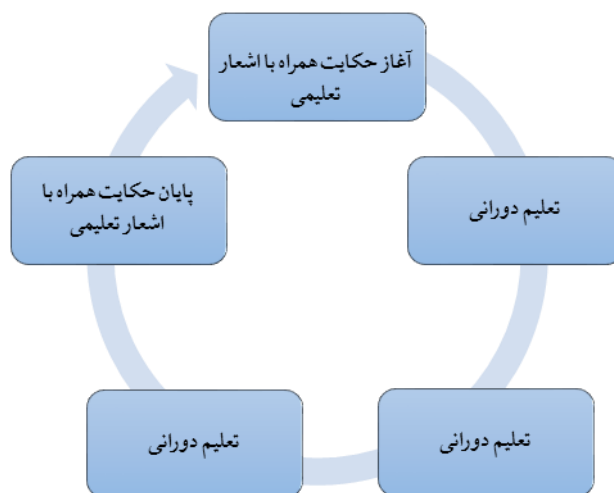 آغاز حکایت همراه با اشعار
تعلیمی
تعلیم دورانی
تعلیم دورانی
تعلیم دورانی
پایان حکایت همراه با
اشعار تعلیمی